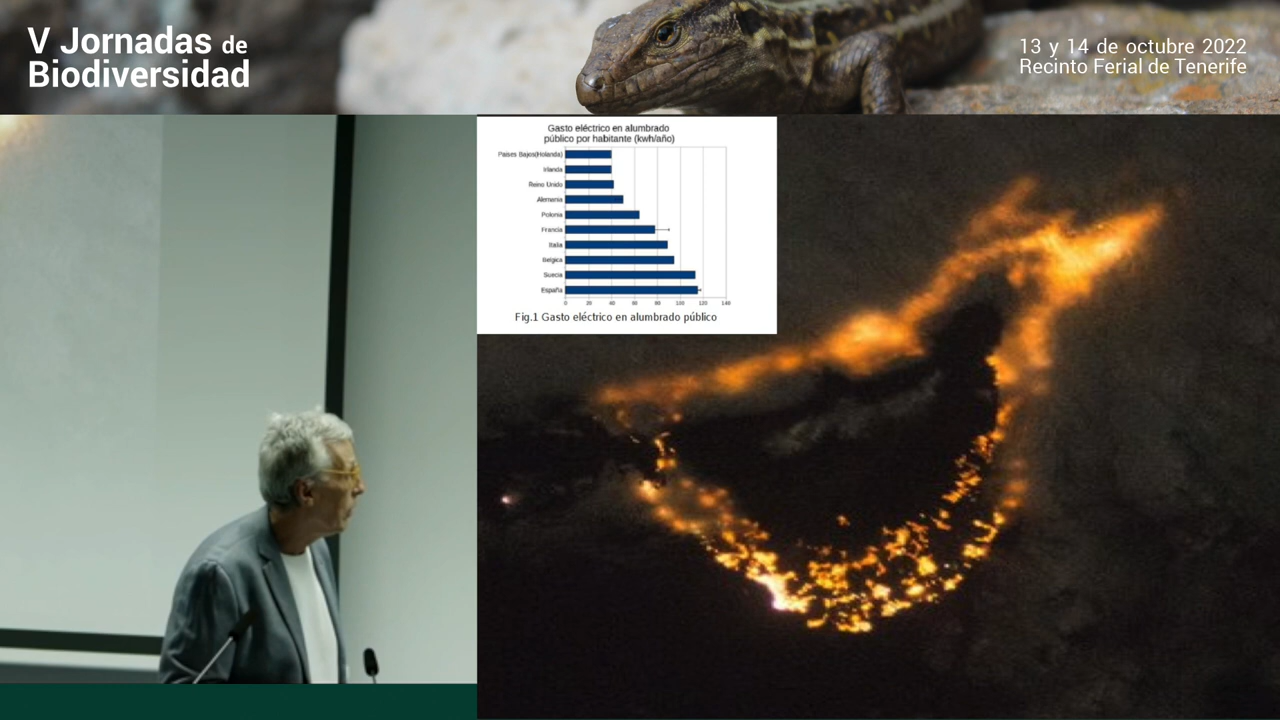 V Jornadas de
Biodiversidad
13 y 14 de octubre 2022
Recinto Ferial de Tenerife
Gasto eléctrico en alumbrado
público por habitante (kwh/año)
Paises Bajos(Holanda)
Irlanda
Reino Unido
Alemania
Polonia
Francia
Italia
Belgica
Suecia
España
0 20 40 60 80 100 120 140
Fig.1 Gasto eléctrico en alumbrado público